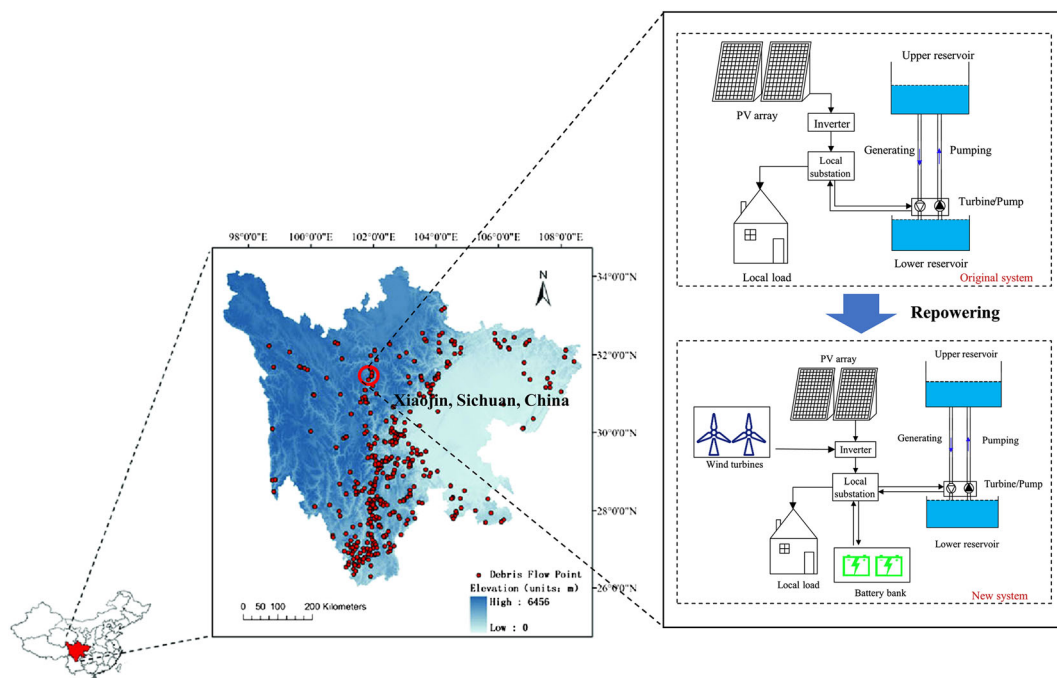 Upper reservoir
PV array
Inverter
Generating
Pumping
Local
substation
Turbine/Pump
Local load
Lower reservoir
Original system
Repowering
PV array
Upper reservoir
Generating
Pumping
Wind turbines
Inverter
Local
substation
Turbine/Pump
Lower reservoir
Local load
Battery bank
New system
98°0'0"E 100°0'0"E 102°0'0"E 104°0'0"E 106°0'0"E 108°0'0"E
N
34°0'0"N
32°0'0"N
Xiaojin, Sichuan, China
30°0'0"N
28°0'0"N
26°0'0"N
Debris Flow Point
Elevation (units: m)
High : 6456
Low : 0
0 50 100 200 Kilometers